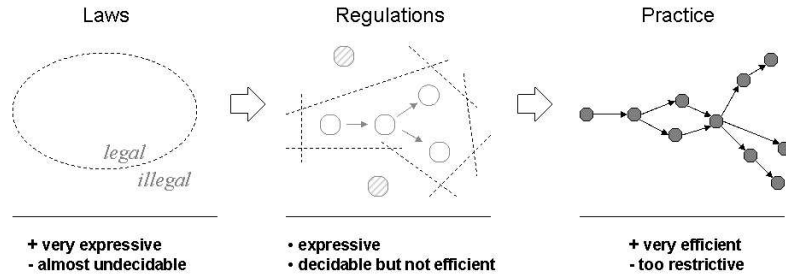 Laws
Regulations
Practice
legal
illegal
+ very expressive
- almost undecidable
• expressive
• decidable but not efficient
+ very efficient
- too restrictive